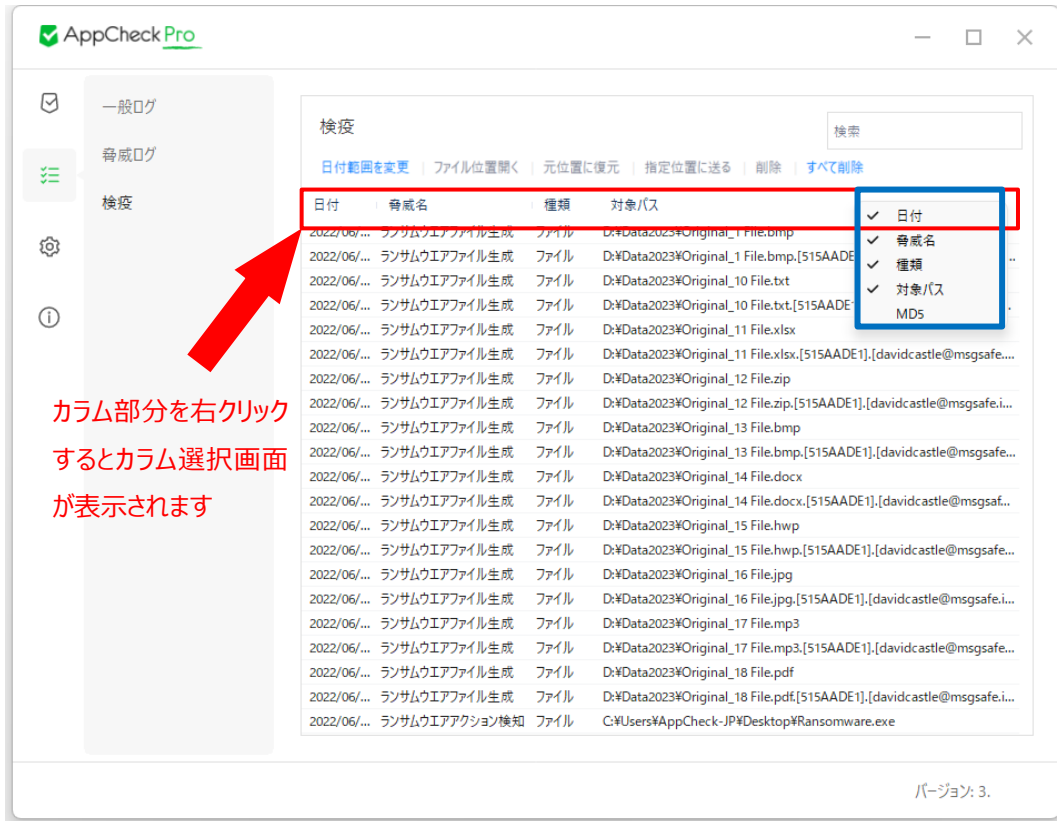 AppCheck Pro
一般ログ
脅威ログ
検疫
検疫
検索
日付範囲を変更 | ファイル位置開く | 元位置に復元 | 指定位置に送る | 削除 | すべて削除
日付 脅威名 種類 対象パス
日付
脅威名
種類
対象パス
MD5
2022/06/... ランサムウエアファイル生成 ファイル D:¥Data2023¥Original_1 File.bmp
2022/06/... ランサムウエアファイル生成 ファイル D:¥Data2023¥Original_1 File.bmp.[515AADE ...
2022/06/... ランサムウエアファイル生成 ファイル D:¥Data2023¥Original_10 File.txt
2022/06/... ランサムウエアファイル生成 ファイル D:¥Data2023¥Original_10 File.txt.[515AADE
2022/06/... ランサムウエアファイル生成 ファイル D:¥Data2023¥Original_11 File.xlsx
2022/06/... ランサムウエアファイル生成 ファイル D:¥Data2023¥Original_11 File.xlsx.[515AADE1].[davidcastle@msgsafe....
2022/06/... ランサムウエアファイル生成 ファイル D:¥Data2023¥Original_12 File.zip
2022/06/... ランサムウエアファイル生成 ファイル D:¥Data2023¥Original_12 File.zip.[515AADE1].[davidcastle@msgsafe.i...
2022/06/... ランサムウエアファイル生成 ファイル D:¥Data2023¥Original_13 File.bmp
2022/06/... ランサムウエアファイル生成 ファイル D:¥Data2023¥Original_13 File.bmp.[515AADE1].[davidcastle@msgsafe...
2022/06/... ランサムウエアファイル生成 ファイル D:¥Data2023¥Original_14 File.docx
2022/06/... ランサムウエアファイル生成 ファイル D:¥Data2023¥Original_14 File.docx.[515AADE1].[davidcastle@msgsaf...
2022/06/... ランサムウエアファイル生成 ファイル D:¥Data2023¥Original_15 File.hwp
2022/06/... ランサムウエアファイル生成 ファイル D:¥Data2023¥Original_15 File.hwp.[515AADE1].[davidcastle@msgsafe...
2022/06/... ランサムウエアファイル生成 ファイル D:¥Data2023¥Original_16 File.jpg
2022/06/... ランサムウエアファイル生成 ファイル D:¥Data2023¥Original_16 File.jpg.[515AADE1].[davidcastle@msgsafe.i...
2022/06/... ランサムウエアファイル生成 ファイル D:¥Data2023¥Original_17 File.mp3
2022/06/... ランサムウエアファイル生成 ファイル D:¥Data2023¥Original_17 File.mp3.[515AADE1].[davidcastle@msgsafe...
2022/06/... ランサムウエアファイル生成 ファイル D:¥Data2023¥Original_18 File.pdf
2022/06/... ランサムウエアファイル生成 ファイル D:¥Data2023¥Original_18 File.pdf.[515AADE1].[davidcastle@msgsafe.i...
2022/06/... ランサムウエアアクション検知 ファイル C:¥Users¥AppCheck-JP¥Desktop¥Ransomware.exe
カラム部分を右クリック
するとカラム選択画面
が表示されます
バージョン: 3.